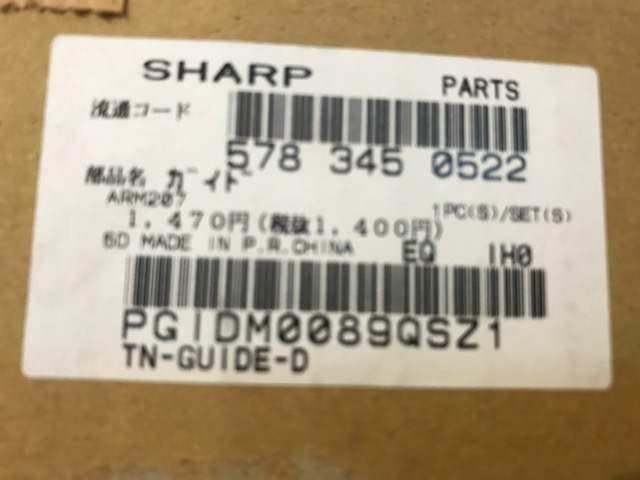 SHARP PARTS
流通コード
578 345 0522
部品名 ガイド
ARM207
1,470円(税抜1,400円) 1PC(S)/SET(S)
5D MADE IN P.R.CHINA EQ IH0
PGIDM0089QSZ1
TN-GUIDE-D